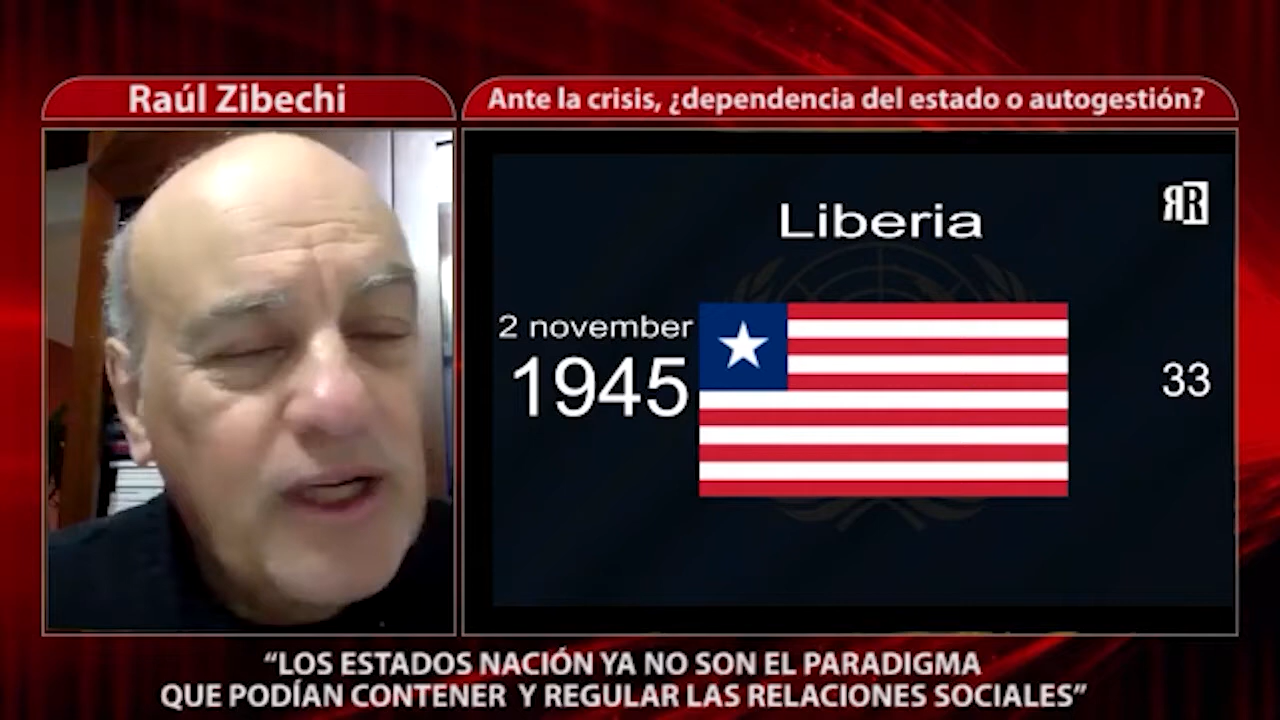 Raúl Zibechi
Ante la crisis, ¿dependencia del estado o autogestión?
Liberia
2 november
1945
33
“LOS ESTADOS NACIÓN YA NO SON EL PARADIGMA
QUE PODÍAN CONTENER Y REGULAR LAS RELACIONES SOCIALES”